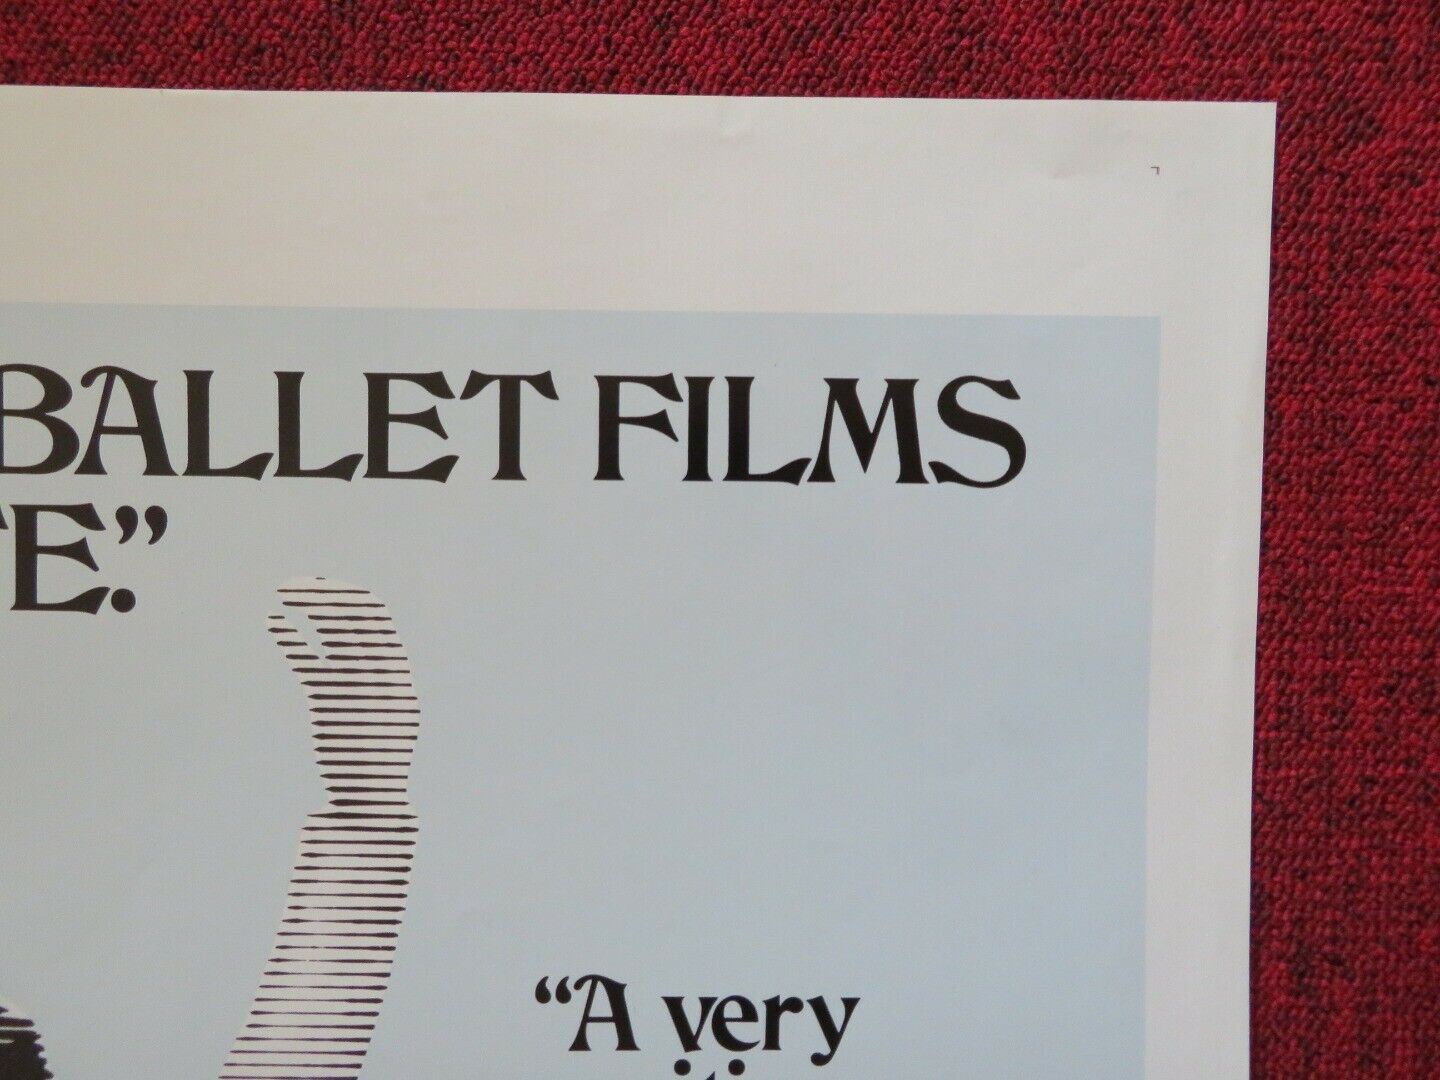 BALLET FILMS
E.”
“A very